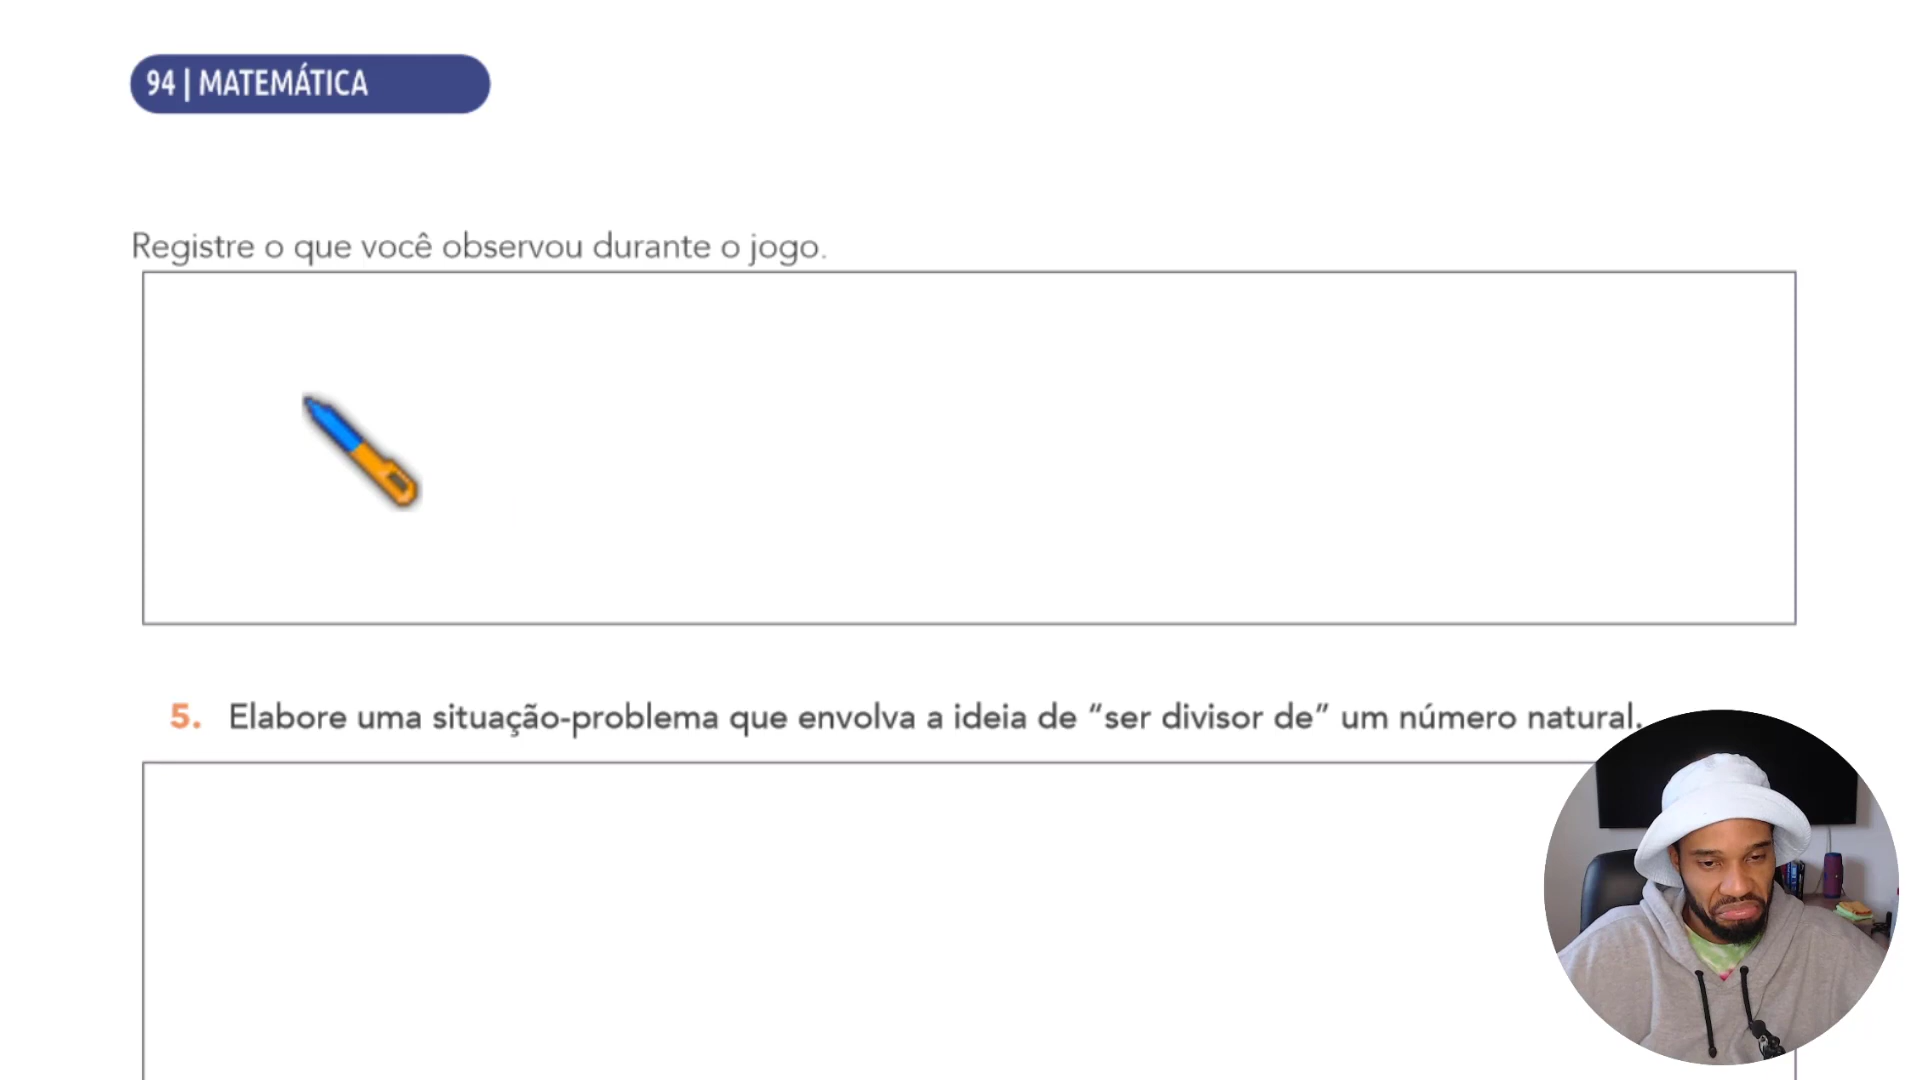 94 | MATEMÁTICA
Registre o que você observou durante o jogo.
5. Elabore uma situação-problema que envolva a ideia de “ser divisor de” um número natural.